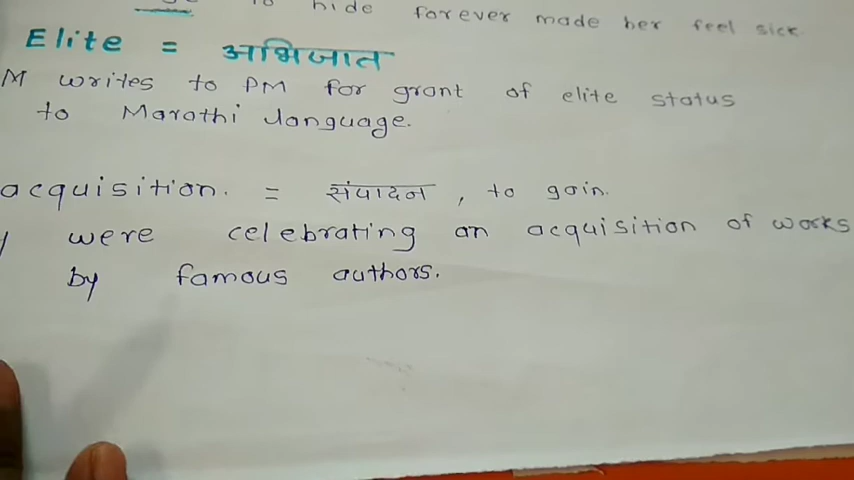 to hide forever made her feel sick
Elite = अभिजात
M writes to PM for grant of elite status
to Marathi language.
acquisition. = संपादन, to gain.
were celebrating an acquisition of works
by famous authors.